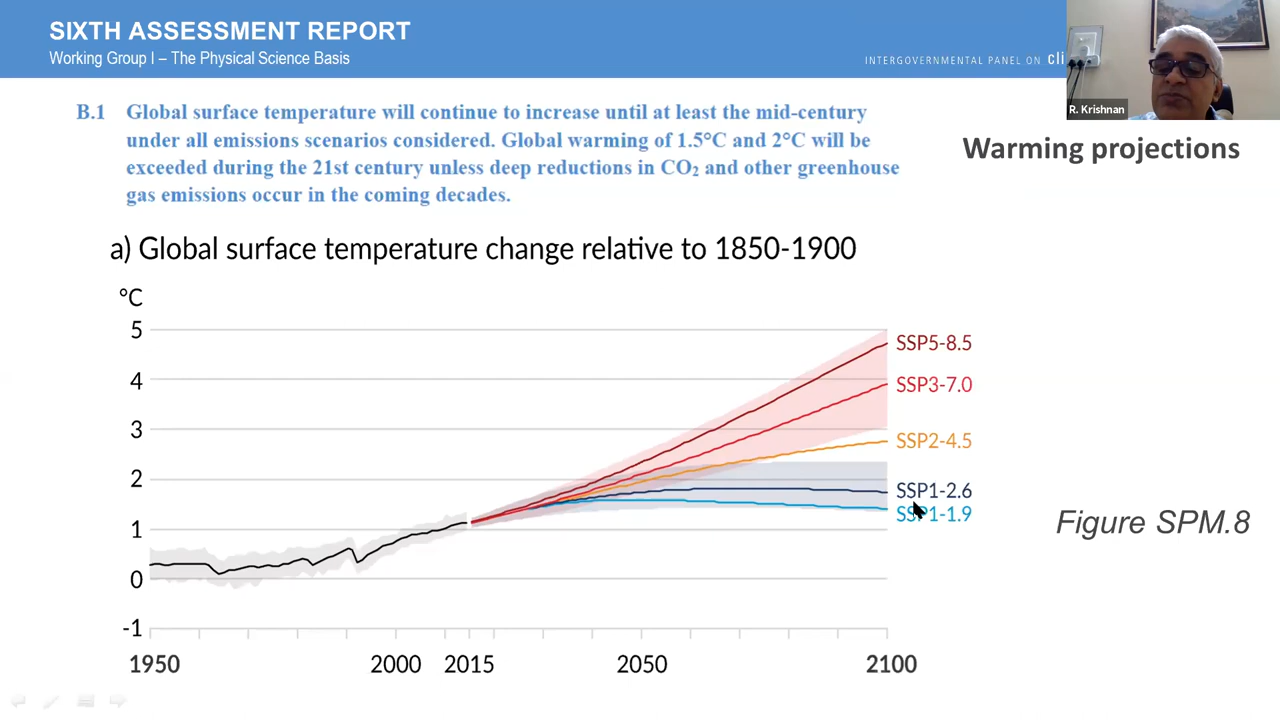 SIXTH ASSESSMENT REPORT
Working Group I – The Physical Science Basis
INTERGOVERNMENTAL PANEL ON cli
R. Krishnan
B.1 Global surface temperature will continue to increase until at least the mid-century
under all emissions scenarios considered. Global warming of 1.5°C and 2°C will be
exceeded during the 21st century unless deep reductions in CO₂ and other greenhouse
gas emissions occur in the coming decades.
Warming projections
a) Global surface temperature change relative to 1850-1900
°C
5
4
3
2
1
0
-1
SSP5-8.5
SSP3-7.0
SSP2-4.5
SSP1-2.6
SSP1-1.9
Figure SPM.8
1950 2000 2015 2050 2100